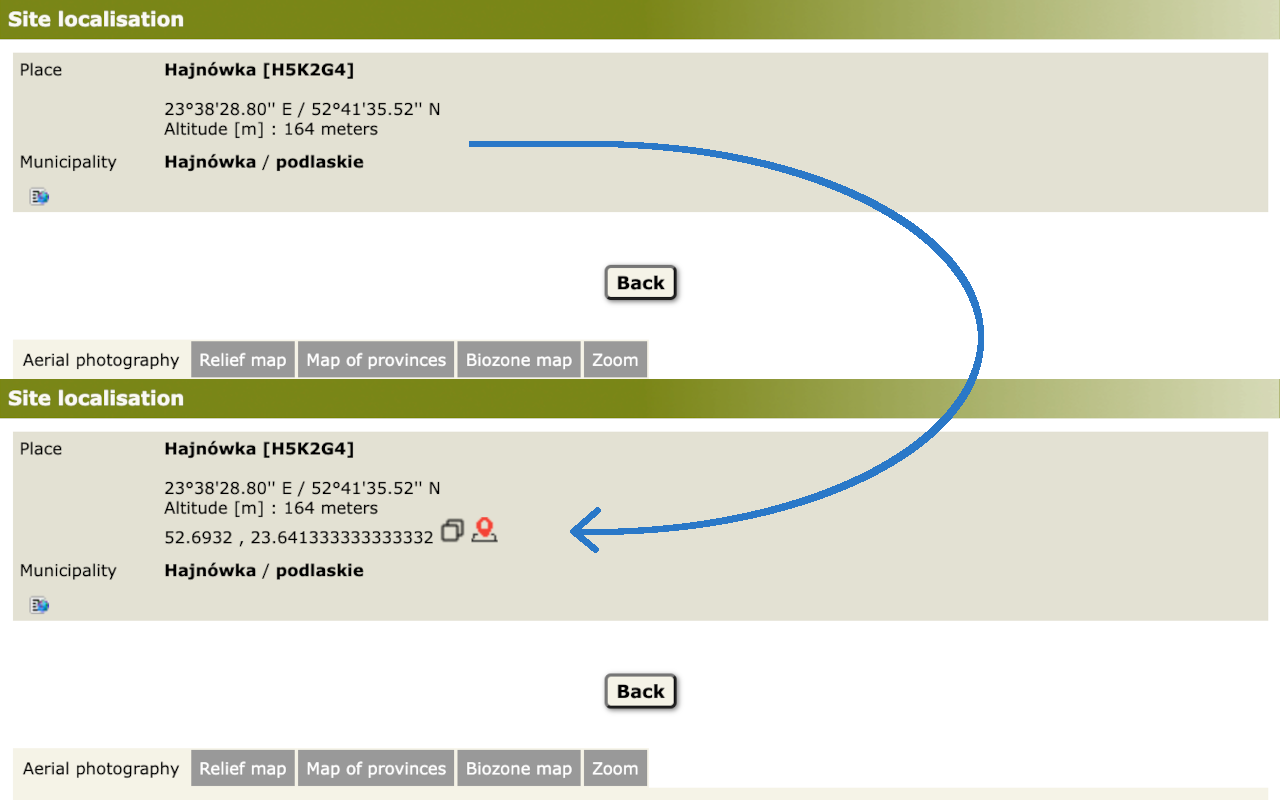 Site localisation
Place Hajnówka [H5K2G4]
23°38'28.80'' E / 52°41'35.52'' N
Altitude [m] : 164 meters
Municipality Hajnówka / podlaskie
Back
Aerial photography Relief map Map of provinces Biozone map Zoom
Site localisation
Place Hajnówka [H5K2G4]
23°38'28.80'' E / 52°41'35.52'' N
Altitude [m] : 164 meters
52.6932 , 23.641333333333332
Municipality Hajnówka / podlaskie
Back
Aerial photography Relief map Map of provinces Biozone map Zoom